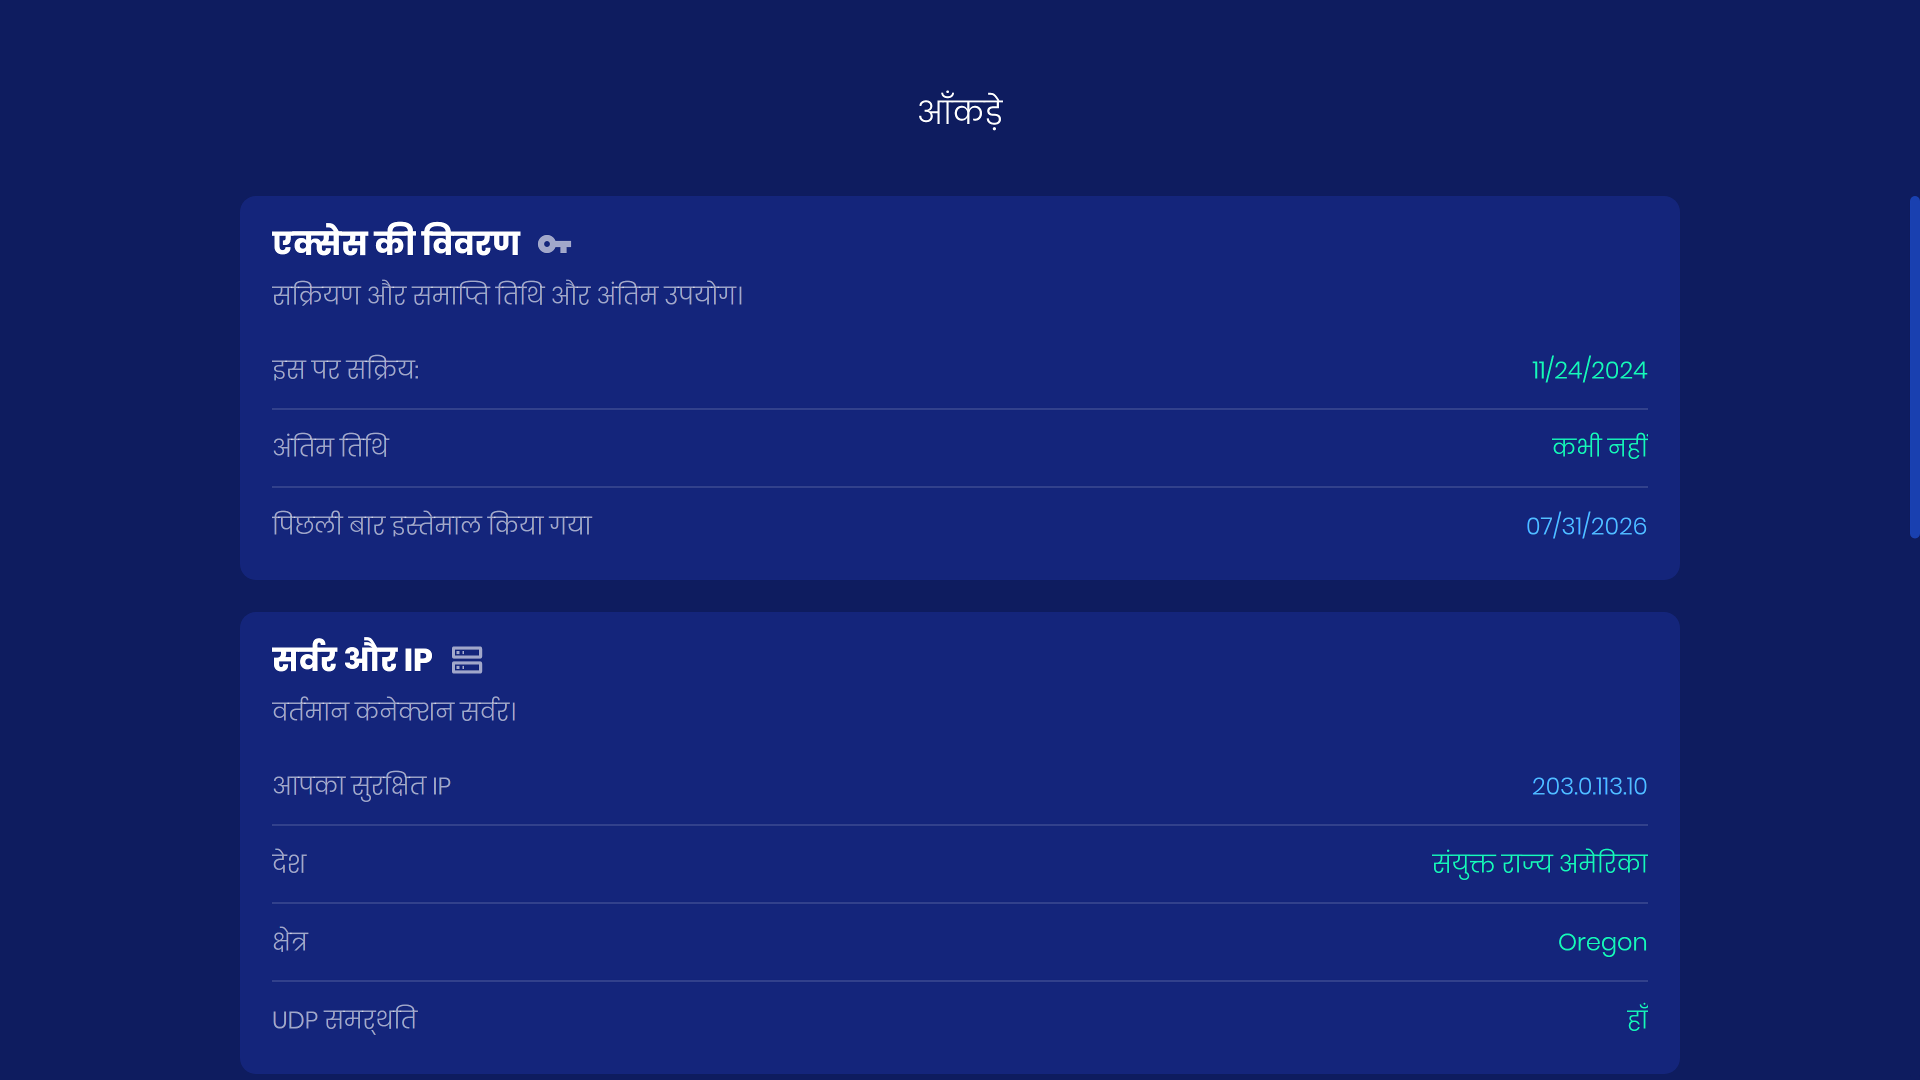 आँकड़े
एक्सेस की विवरण
सक्रियण और समाप्ति तिथि और अंतिम उपयोग।
इस पर सक्रिय:
11/24/2024
अंतिम तिथि
कभी नहीं
पिछली बार इस्तेमाल किया गया
07/31/2026
सर्वर और IP
वर्तमान कनेक्शन सर्वर।
आपका सुरक्षित IP
203.0.113.10
देश
संयुक्त राज्य अमेरिका
क्षेत्र
Oregon
UDP समर्थति
हाँ